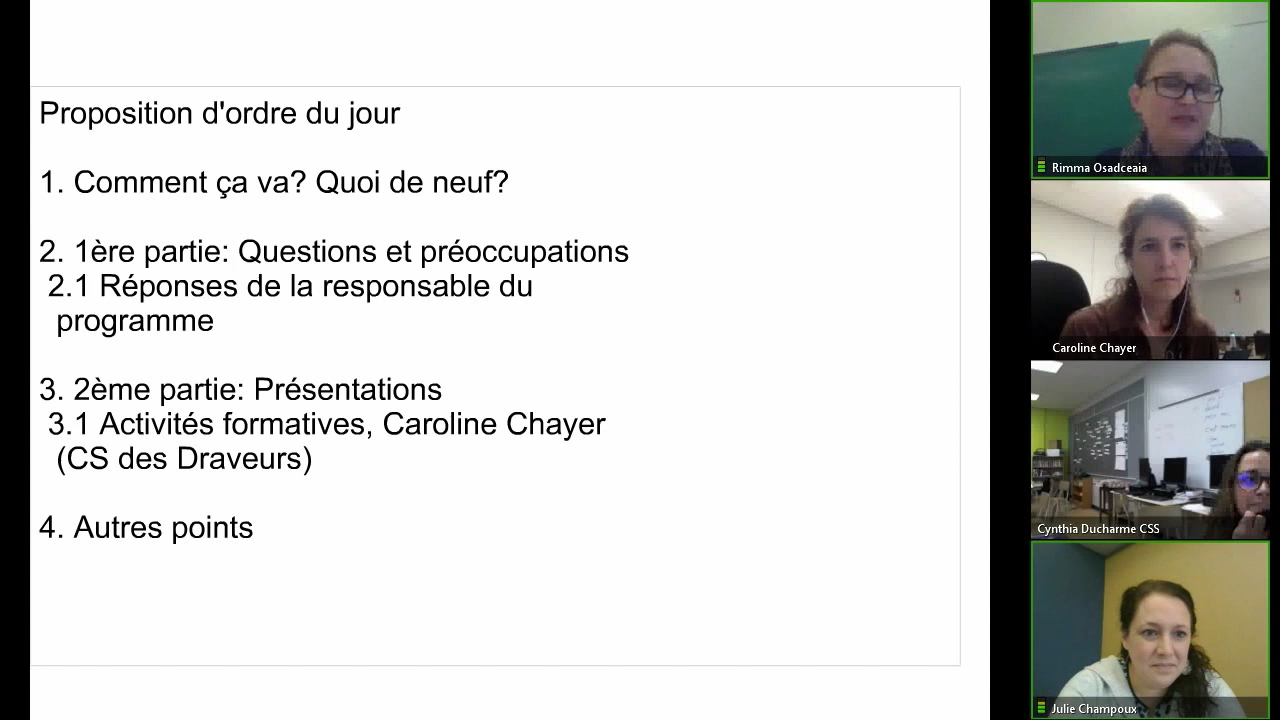 Proposition d'ordre du jour
1. Comment ça va? Quoi de neuf?
2. 1ère partie: Questions et préoccupations
2.1 Réponses de la responsable du
programme
3. 2ème partie: Présentations
3.1 Activités formatives, Caroline Chayer
(CS des Draveurs)
4. Autres points
Rimma Osadceaia
Caroline Chayer
Cynthia Ducharme CSS
Julie Champoux